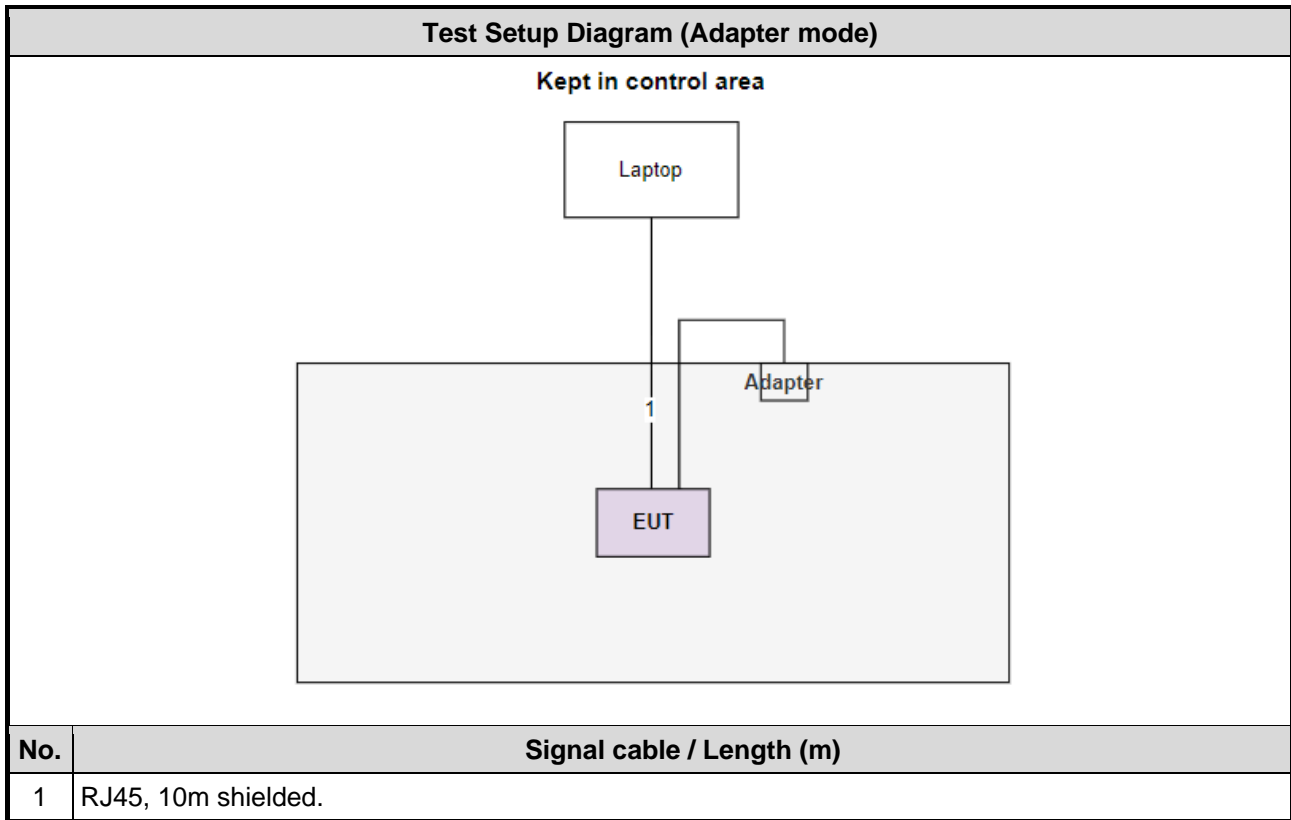 Test Setup Diagram (Adapter mode)
Kept in control area
Laptop
Adapter
1
EUT
No. Signal cable / Length (m)
1 RJ45, 10m shielded.